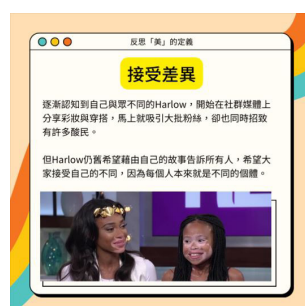 反思「美」的定義
接受差異
逐漸認知到自己與眾不同的Harlow，開始在社群媒體上
分享彩妝與穿搭，馬上就吸引大批粉絲，卻也同時招致
有許多酸民。
但Harlow仍舊希望藉由自己的故事告訴所有人，希望大
家接受自己的不同，因為每個人本來就是不同的個體。